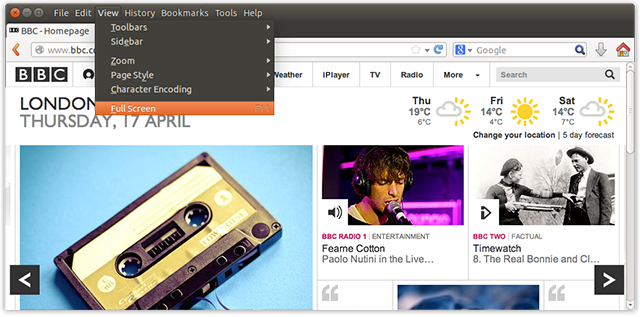 File Edit View History Bookmarks Tools Help
BBC - Homepage
Toolbars
Sidebar
Zoom
Page Style
Character Encoding
Full Screen
www.bbc.co
Google
BBC
Weather iPlayer TV Radio More Search
LONDON
THURSDAY, 17 APRIL
Thu Fri Sat
19°C 14°C 14°C
6°C 4°C 7°C
Change your location | 5 day forecast
BBC RADIO 1 | ENTERTAINMENT
Fearne Cotton
Paolo Nutini in the Live…
BBC TWO | FACTUAL
Timewatch
8. The Real Bonnie and Cl…